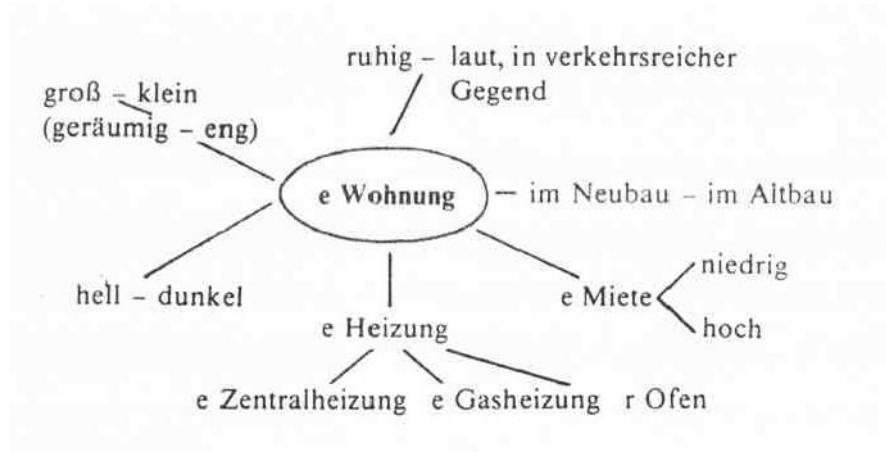 ruhig – laut, in verkehrsreicher
Gegend
groß – klein
(geräumig – eng)
e Wohnung
im Neubau – im Altbau
hell – dunkel
e Miete
niedrig
hoch
e Heizung
e Zentralheizung e Gasheizung r Ofen